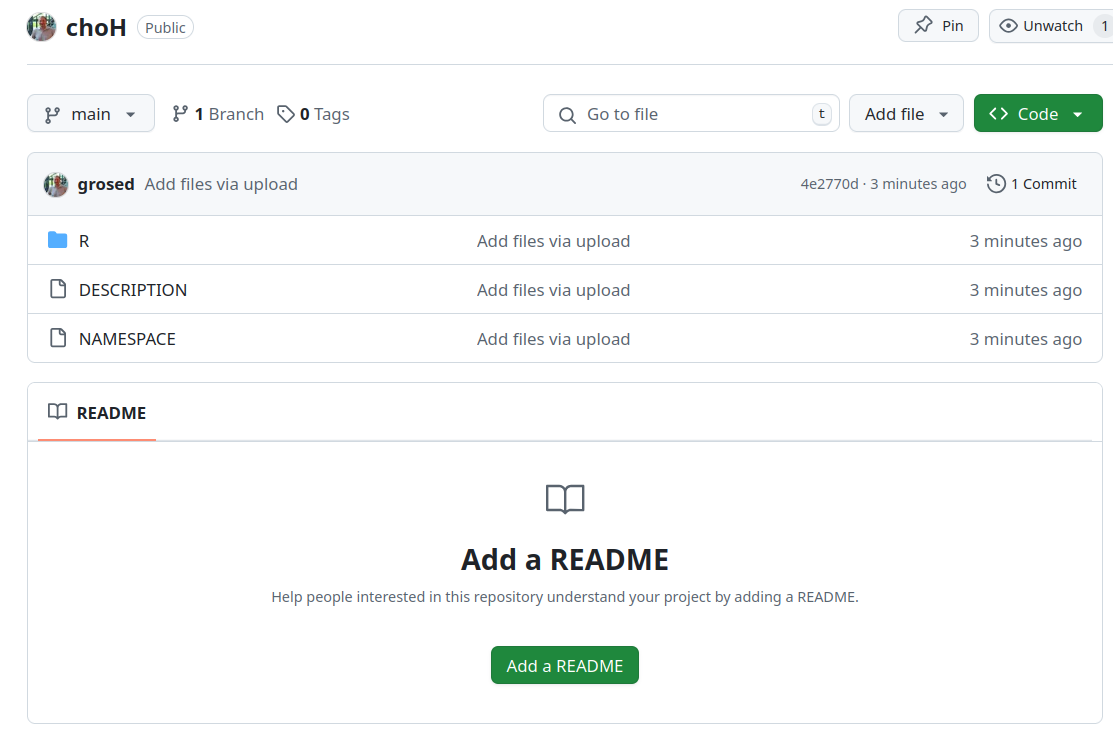 choH Public Pin Unwatch 1
main 1 Branch 0 Tags Go to file t Add file Code
grosed Add files via upload 4e2770d · 3 minutes ago 1 Commit
R Add files via upload 3 minutes ago
DESCRIPTION Add files via upload 3 minutes ago
NAMESPACE Add files via upload 3 minutes ago
README
Add a README
Help people interested in this repository understand your project by adding a README.
Add a README